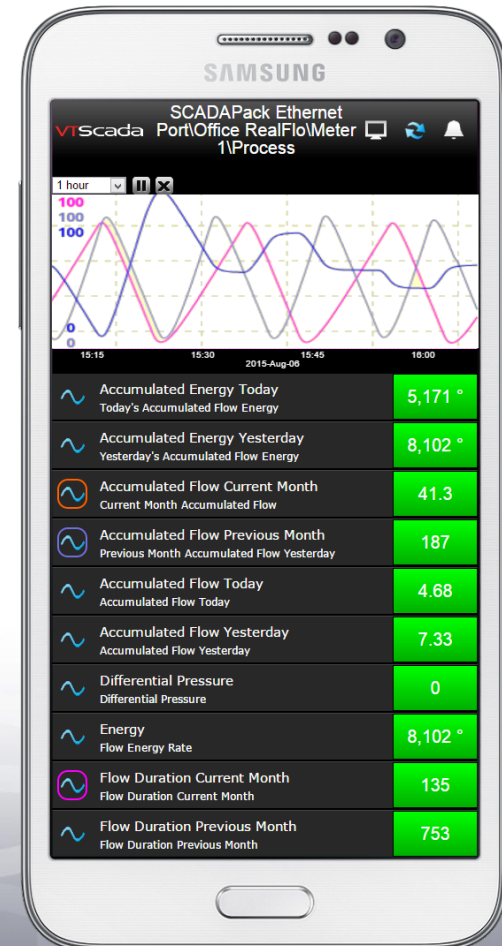 SAMSUNG
VTScada
SCADAPack Ethernet
Port\Office RealFlo\Meter
1\Process
1 hour
100
100
100
0
0
15:15
15:30
15:45
16:00
2015-Aug-06
Accumulated Energy Today
Today's Accumulated Flow Energy
5,171 °
Accumulated Energy Yesterday
Yesterday's Accumulated Flow Energy
8,102 °
Accumulated Flow Current Month
Current Month Accumulated Flow
41.3
Accumulated Flow Previous Month
Previous Month Accumulated Flow Yesterday
187
Accumulated Flow Today
Accumulated Flow Today
4.68
Accumulated Flow Yesterday
Accumulated Flow Yesterday
7.33
Differential Pressure
Differential Pressure
0
Energy
Flow Energy Rate
8,102 °
Flow Duration Current Month
Flow Duration Current Month
135
Flow Duration Previous Month
Flow Duration Previous Month
753